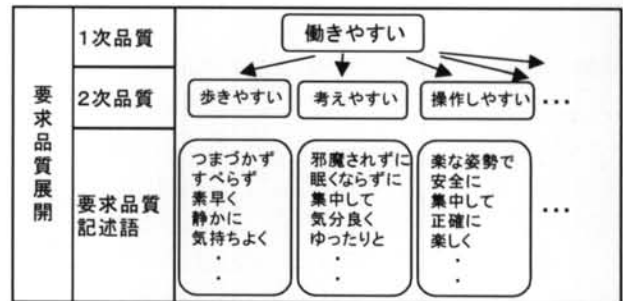 要求品質展開
1次品質
働きやすい
2次品質
歩きやすい
考えやすい
操作しやすい
・・・
要求品質
記述語
つまづかず
すべらず
素早く
静かに
気持ちよく
・
・
邪魔されずに
眠くならずに
集中して
気分良く
ゆったりと
・
・
楽な姿勢で
安全に
集中して
正確に
楽しく
・
・
・・・